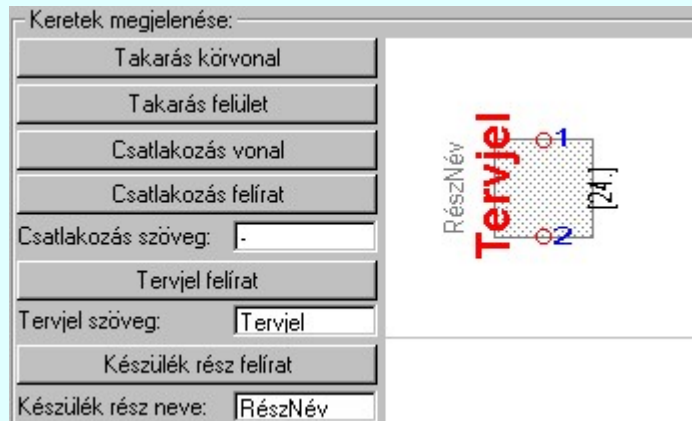 Keretek megjelenése:
Takarás körvonal
Takarás felület
Csatlakozás vonal
Csatlakozás felírat
Csatlakozás szöveg: -
Tervjel felírat
Tervjel szöveg: Tervjel
Készülék rész felírat
Készülék rész neve: RészNév
RészNév
Tervjel
1
2
[24.]